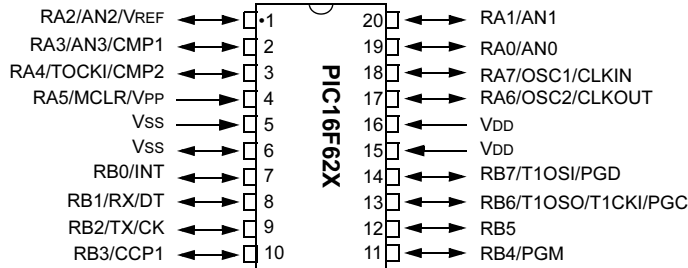 RA2/AN2/VREF •1 20 RA1/AN1
RA3/AN3/CMP1 2 19 RA0/AN0
RA4/TOCKI/CMP2 3 18 RA7/OSC1/CLKIN
RA5/MCLR/VPP 4 17 RA6/OSC2/CLKOUT
VSS 5 16 VDD
VSS 6 15 VDD
RB0/INT 7 14 RB7/T1OSI/PGD
RB1/RX/DT 8 13 RB6/T1OSO/T1CKI/PGC
RB2/TX/CK 9 12 RB5
RB3/CCP1 10 11 RB4/PGM
PIC16F62X